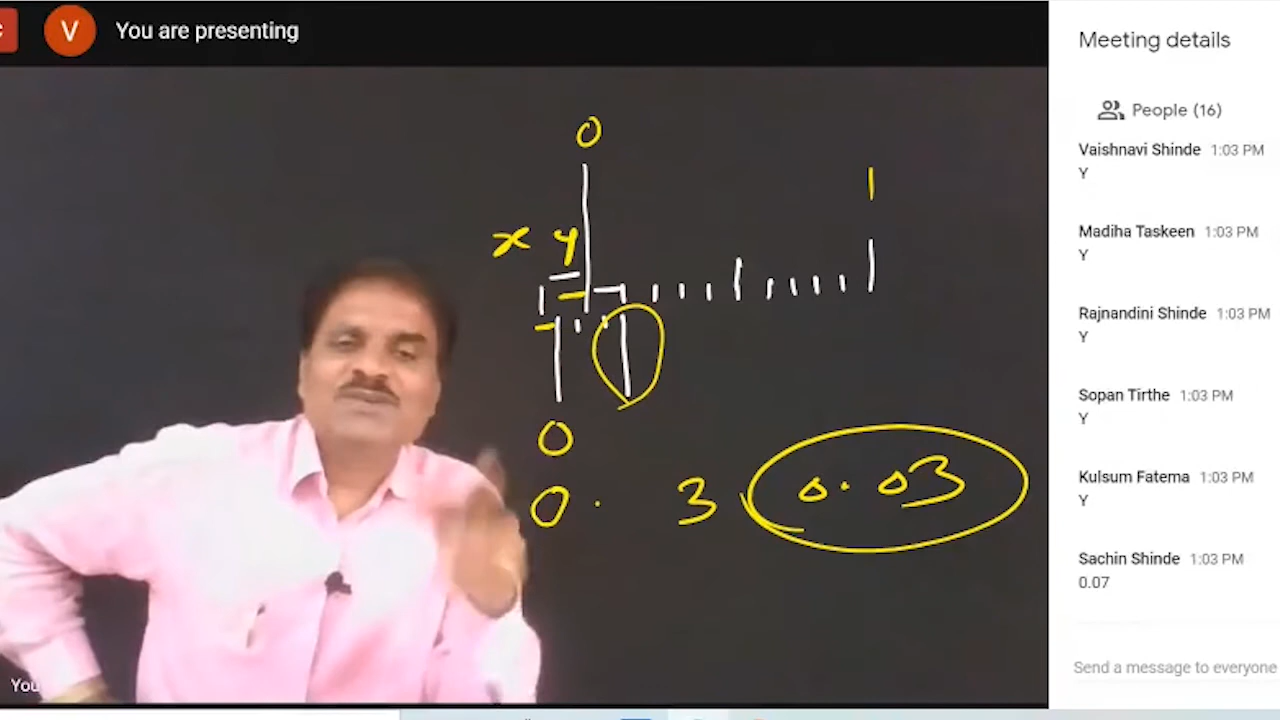 V You are presenting
Meeting details
People (16)
Vaishnavi Shinde 1:03 PM
Y
Madiha Taskeen 1:03 PM
Y
Rajnandini Shinde 1:03 PM
Y
Sopan Tirthe 1:03 PM
Y
Kulsum Fatema 1:03 PM
Y
Sachin Shinde 1:03 PM
0.07
Send a message to everyone
0
1
x y
0
0. 3 0.03
You